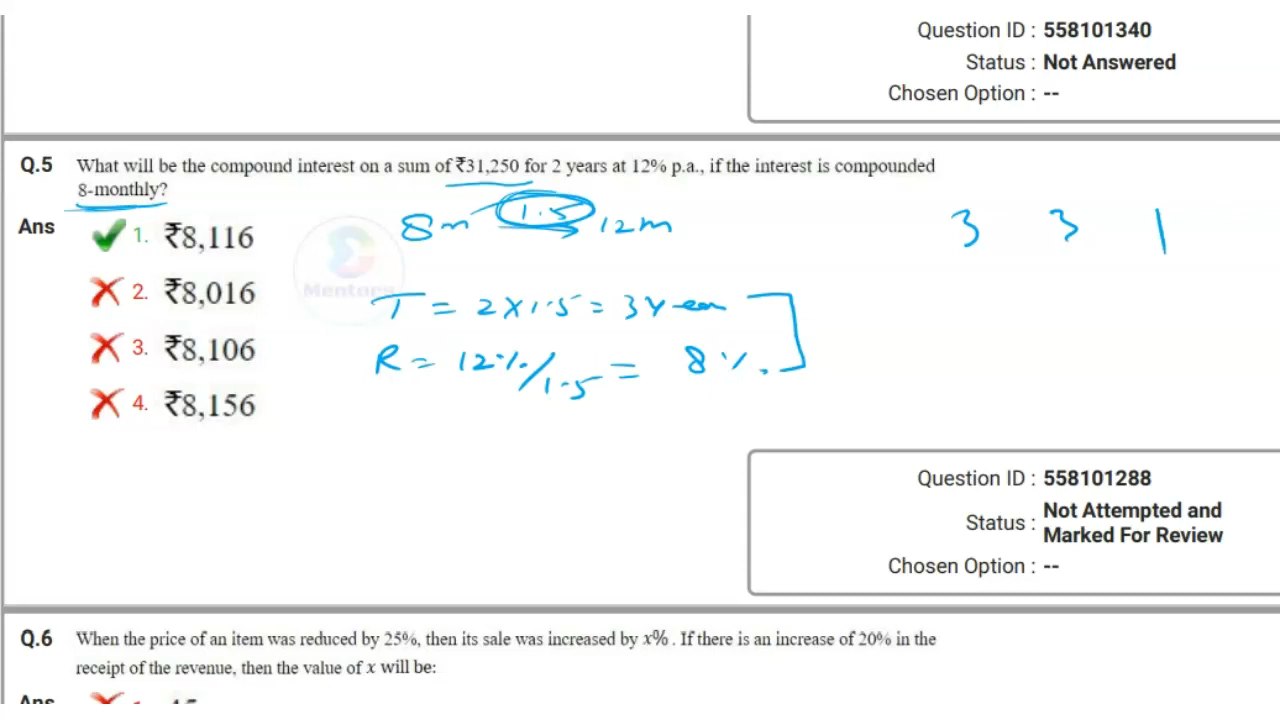 Question ID : 558101340
Status : Not Answered
Chosen Option : --
Q.5 What will be the compound interest on a sum of ₹31,250 for 2 years at 12% p.a., if the interest is compounded
8-monthly?
Ans 1. ₹8,116
2. ₹8,016
3. ₹8,106
4. ₹8,156
8m 1.5 12m
3 3 1
T = 2 x 1.5 = 3 Year
R = 12%/1.5 = 8%.
Mentors
Question ID : 558101288
Status : Not Attempted and
Marked For Review
Chosen Option : --
Q.6 When the price of an item was reduced by 25%, then its sale was increased by x% . If there is an increase of 20% in the
receipt of the revenue, then the value of x will be:
Ans